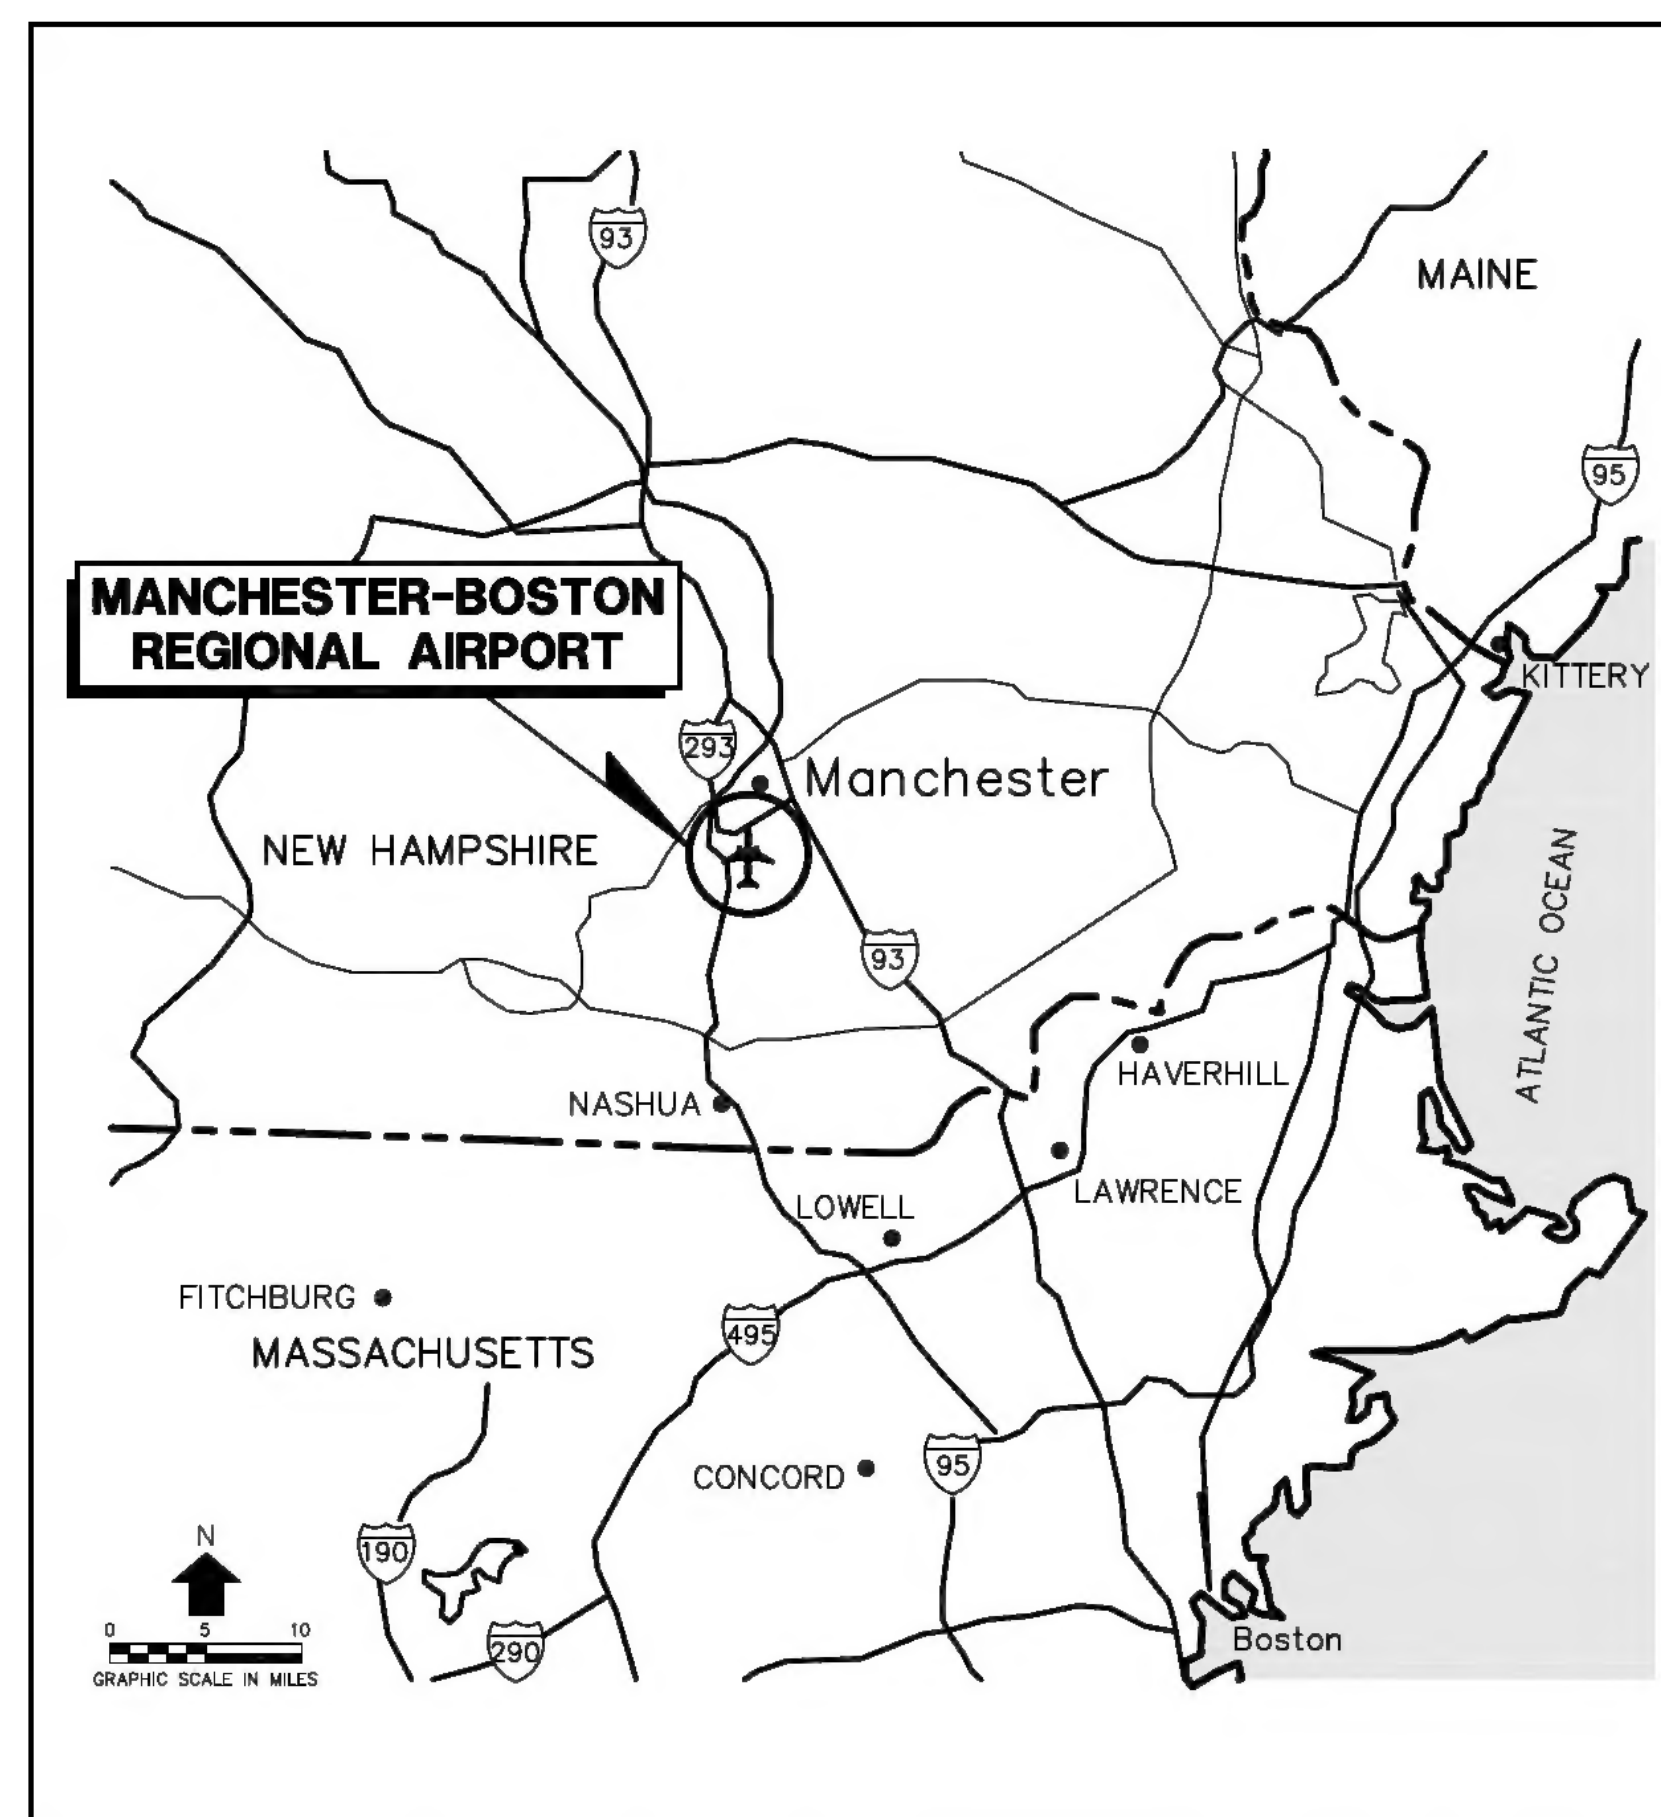 93
MAINE
95
MANCHESTER-BOSTON
REGIONAL AIRPORT
KITTERY
293
Manchester
NEW HAMPSHIRE
ATLANTIC OCEAN
93
HAVERHILL
NASHUA
LAWRENCE
LOWELL
FITCHBURG
495
MASSACHUSETTS
95
CONCORD
N
190
0 5 10
290
Boston
GRAPHIC SCALE IN MILES